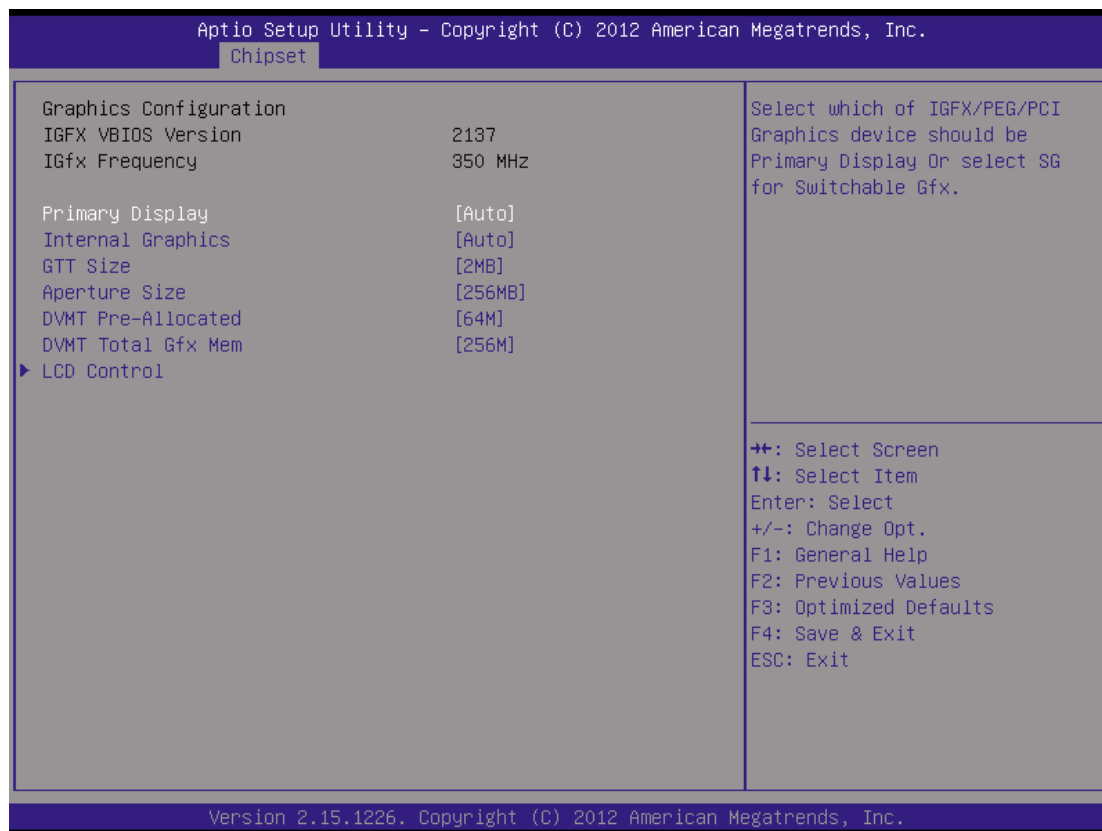 Aptio Setup Utility – Copyright (C) 2012 American Megatrends, Inc.
Chipset
Graphics Configuration
IGFX VBIOS Version 2137
IGfx Frequency 350 MHz
Primary Display [Auto]
Internal Graphics [Auto]
GTT Size [2MB]
Aperture Size [256MB]
DVMT Pre-Allocated [64M]
DVMT Total Gfx Mem [256M]
LCD Control
Select which of IGFX/PEG/PCI
Graphics device should be
Primary Display Or select SG
for Switchable Gfx.
→←: Select Screen
↑↓: Select Item
Enter: Select
+/-: Change Opt.
F1: General Help
F2: Previous Values
F3: Optimized Defaults
F4: Save & Exit
ESC: Exit
Version 2.15.1226. Copyright (C) 2012 American Megatrends, Inc.